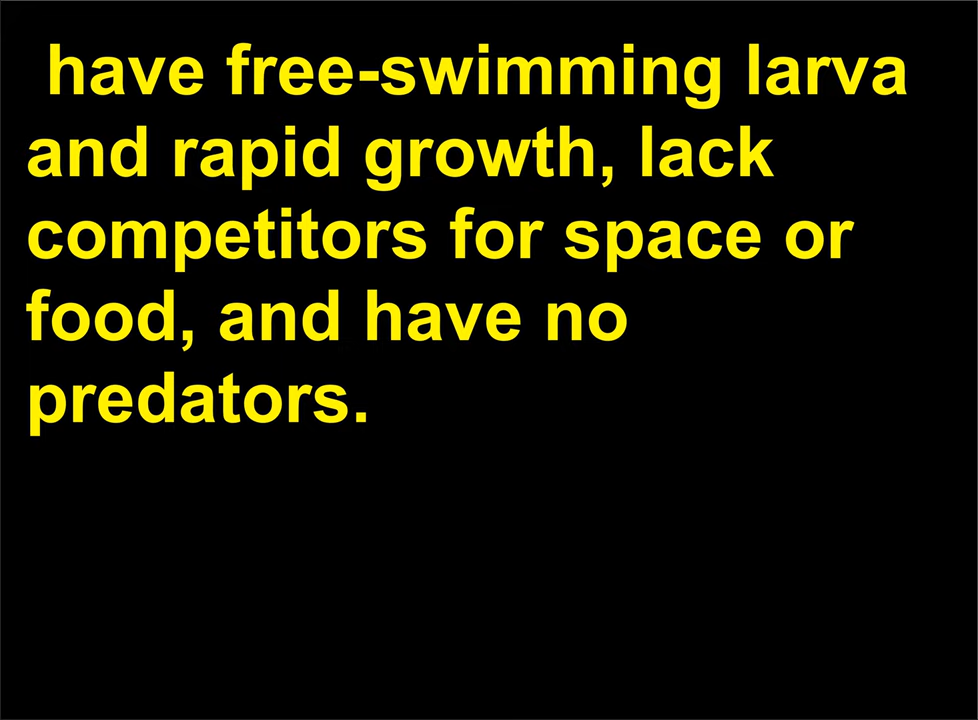 have free-swimming larva
and rapid growth, lack
competitors for space or
food, and have no
predators.